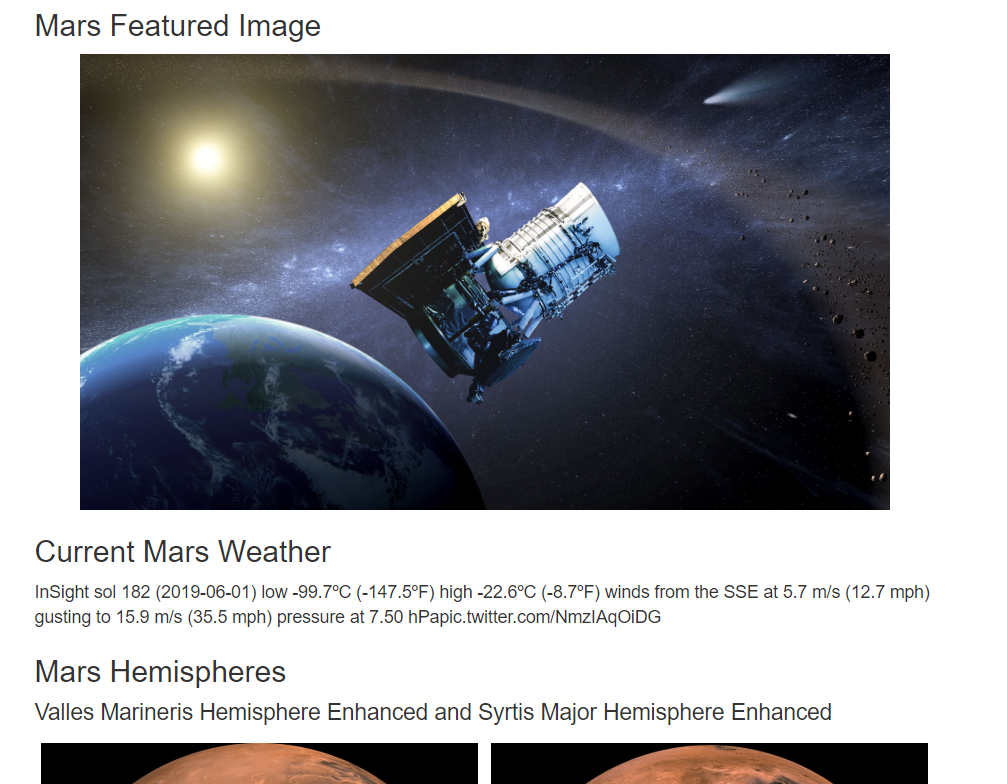 Mars Featured Image
Current Mars Weather
InSight sol 182 (2019-06-01) low -99.7ºC (-147.5ºF) high -22.6ºC (-8.7ºF) winds from the SSE at 5.7 m/s (12.7 mph)
gusting to 15.9 m/s (35.5 mph) pressure at 7.50 hPapic.twitter.com/NmzIAqOiDG
Mars Hemispheres
Valles Marineris Hemisphere Enhanced and Syrtis Major Hemisphere Enhanced